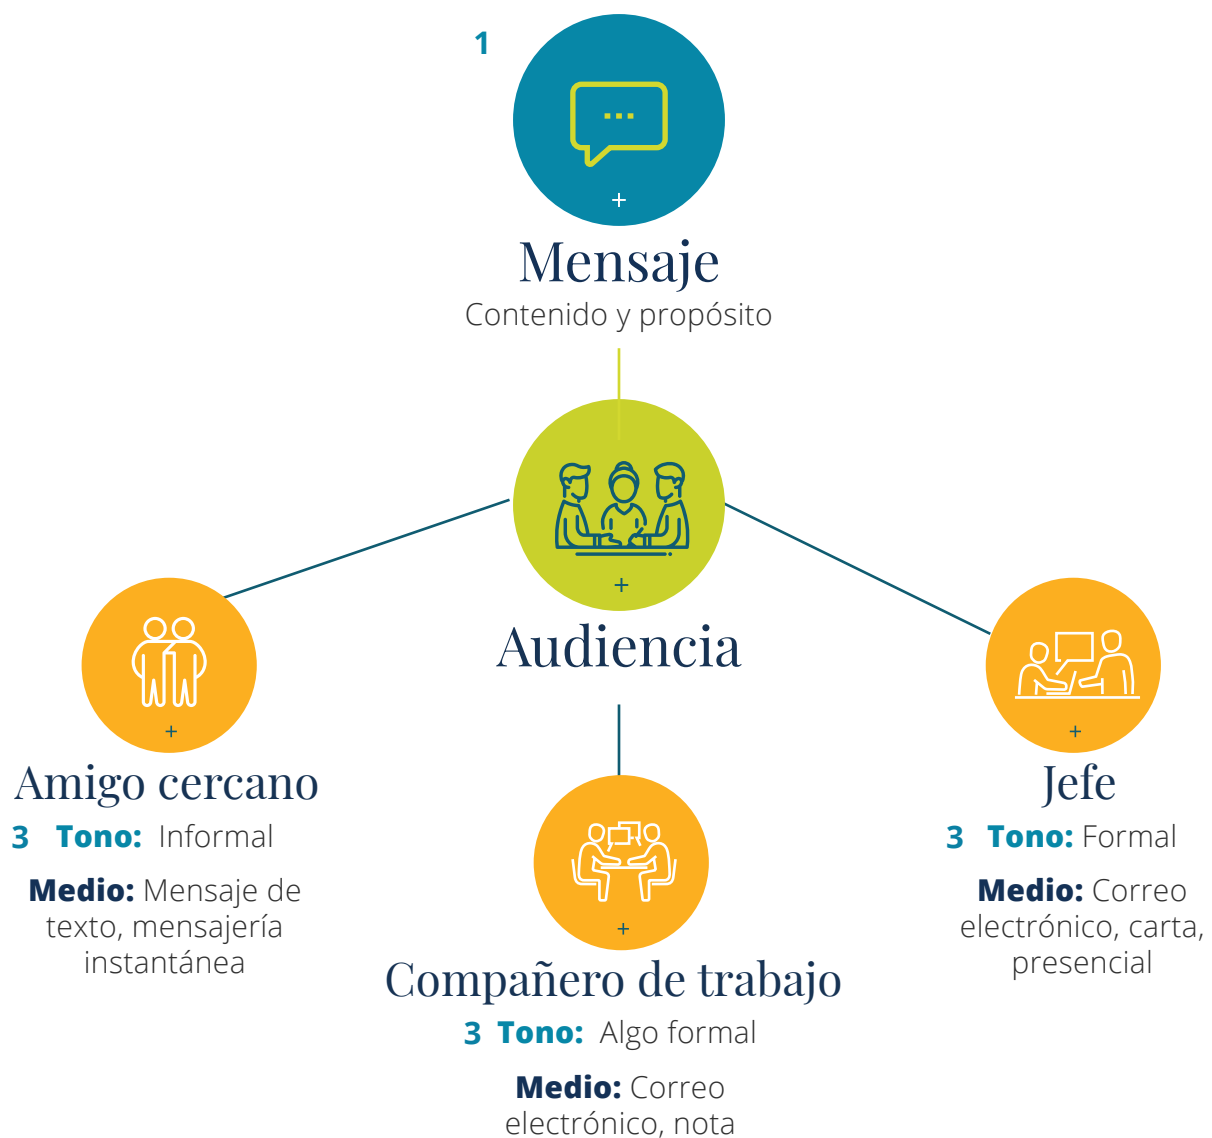 1
Mensaje
Contenido y propósito
Audiencia
Amigo cercano
3 Tono: Informal
Medio: Mensaje de
texto, mensajería
instantánea
Compañero de trabajo
3 Tono: Algo formal
Medio: Correo
electrónico, nota
Jefe
3 Tono: Formal
Medio: Correo
electrónico, carta,
presencial